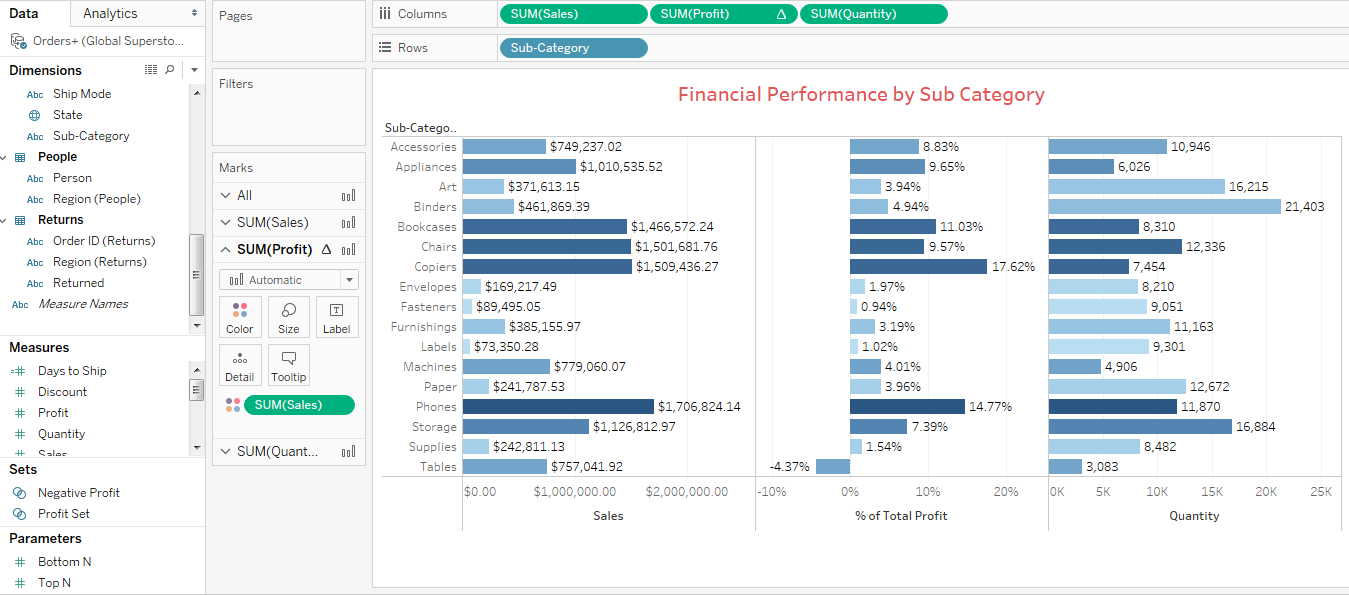 Data
Analytics
Orders+ (Global Supersto...
Dimensions
Abc Ship Mode
State
Abc Sub-Category
People
Abc Person
Abc Region (People)
Returns
Abc Order ID (Returns)
Abc Region (Returns)
Abc Returned
Abc Measure Names
Measures
Days to Ship
Discount
Profit
Quantity
Sales
Sets
Negative Profit
Profit Set
Parameters
Bottom N
Top N
Pages
Filters
Marks
All
SUM(Sales)
SUM(Profit) Δ
Automatic
Color Size Label
Detail Tooltip
SUM(Sales)
SUM(Quant...
Columns SUM(Sales) SUM(Profit) Δ SUM(Quantity)
Rows Sub-Category
Financial Performance by Sub Category
Sub-Catego..
Accessories $749,237.02 8.83% 10,946
Appliances $1,010,535.52 9.65% 6,026
Art $371,613.15 3.94% 16,215
Binders $461,869.39 4.94% 21,403
Bookcases $1,466,572.24 11.03% 8,310
Chairs $1,501,681.76 9.57% 12,336
Copiers $1,509,436.27 17.62% 7,454
Envelopes $169,217.49 1.97% 8,210
Fasteners $89,495.05 0.94% 9,051
Furnishings $385,155.97 3.19% 11,163
Labels $73,350.28 1.02% 9,301
Machines $779,060.07 4.01% 4,906
Paper $241,787.53 3.96% 12,672
Phones $1,706,824.14 14.77% 11,870
Storage $1,126,812.97 7.39% 16,884
Supplies $242,811.13 1.54% 8,482
Tables $757,041.92 -4.37% 3,083
$0.00 $1,000,000.00 $2,000,000.00 -10% 0% 10% 20% 0K 5K 10K 15K 20K 25K
Sales % of Total Profit Quantity